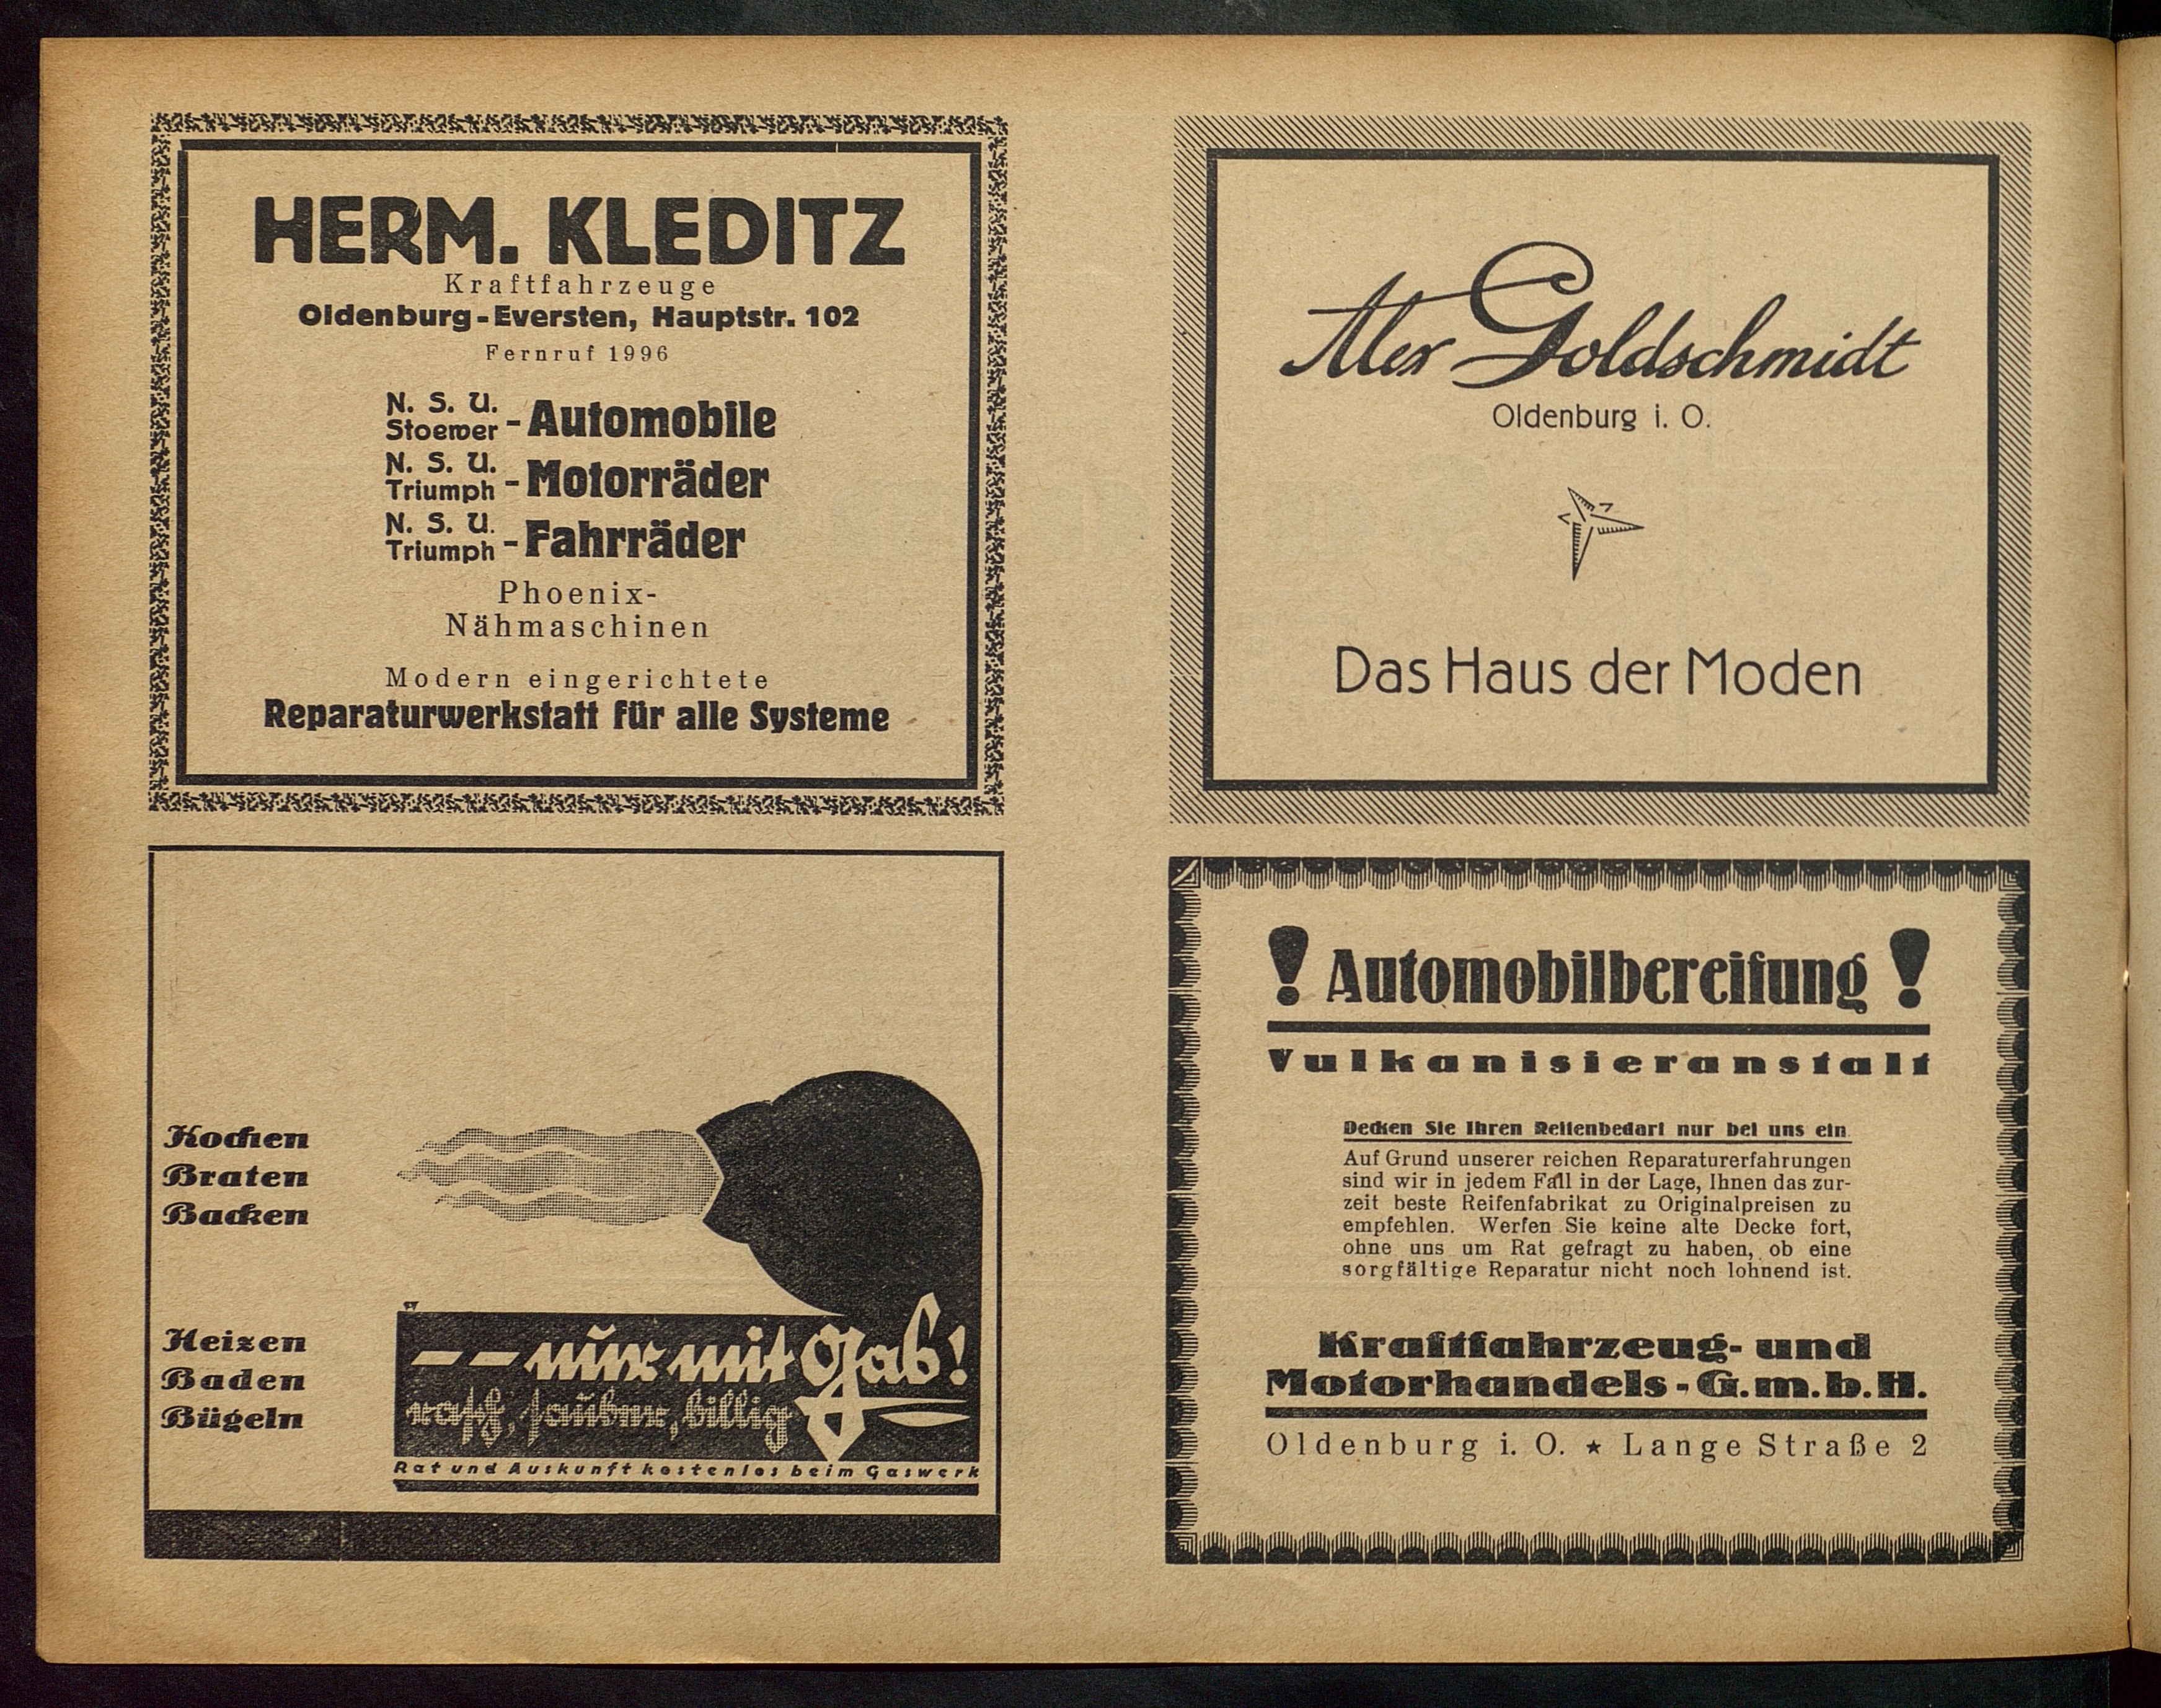 HERM. KLEDITZ
Kraftfahrzeuge
Oldenburg-Eversten, Hauptstr. 102
Fernruf 1996
N. S. U.
Stoewer - Automobile
N. S. U.
Triumph - Motorräder
N. S. U.
Triumph - Fahrräder
Phoenix-
Nähmaschinen
Modern eingerichtete
Reparaturwerkstatt für alle Systeme
Kochen
Braten
Backen
Heizen
Baden
Bügeln
-- nur mit Gas!
rasch, sauber, billig
Rat und Auskunft kostenlos beim Gaswerk
Alex Goldschmidt
Oldenburg i. O.
Das Haus der Moden
! Automobilbereifung !
Vulkanisieranstalt
Decken Sie Ihren Reifenbedarf nur bei uns ein.
Auf Grund unserer reichen Reparaturerfahrungen
sind wir in jedem Fall in der Lage, Ihnen das zur-
zeit beste Reifenfabrikat zu Originalpreisen zu
empfehlen. Werfen Sie keine alte Decke fort,
ohne uns um Rat gefragt zu haben, ob eine
sorgfältige Reparatur nicht noch lohnend ist.
Kraftfahrzeug- und
Motorhandels-G.m.b.H.
Oldenburg i. O. ★ Lange Straße 2